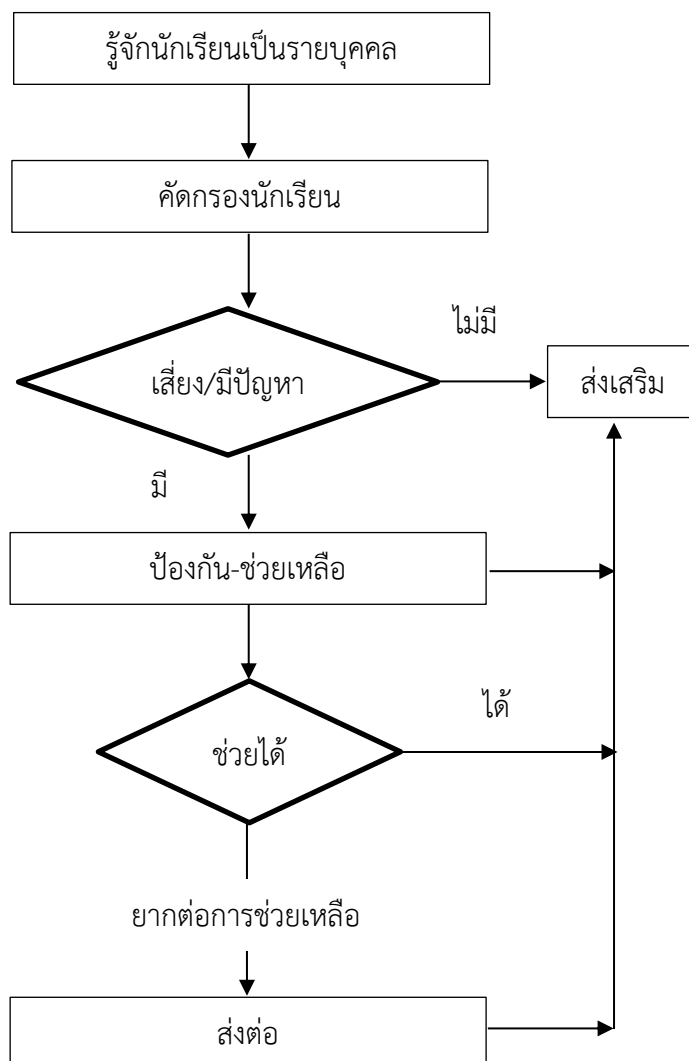 รู้จักนักเรียนเป็นรายบุคคล
คัดกรองนักเรียน
ไม่มี
เสี่ยง/มีปัญหา
ส่งเสริม
มี
ป้องกัน-ช่วยเหลือ
ได้
ช่วยได้
ยากต่อการช่วยเหลือ
ส่งต่อ